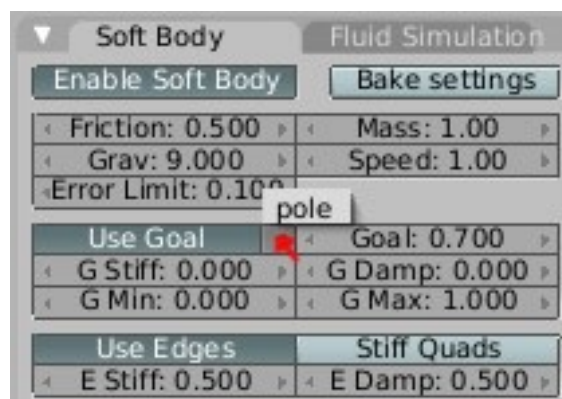 Soft Body Fluid Simulation
Enable Soft Body Bake settings
Friction: 0.500 Mass: 1.00
Grav: 9.000 Speed: 1.00
Error Limit: 0.100
pole
Use Goal Goal: 0.700
G Stiff: 0.000 G Damp: 0.000
G Min: 0.000 G Max: 1.000
Use Edges Stiff Quads
E Stiff: 0.500 E Damp: 0.500